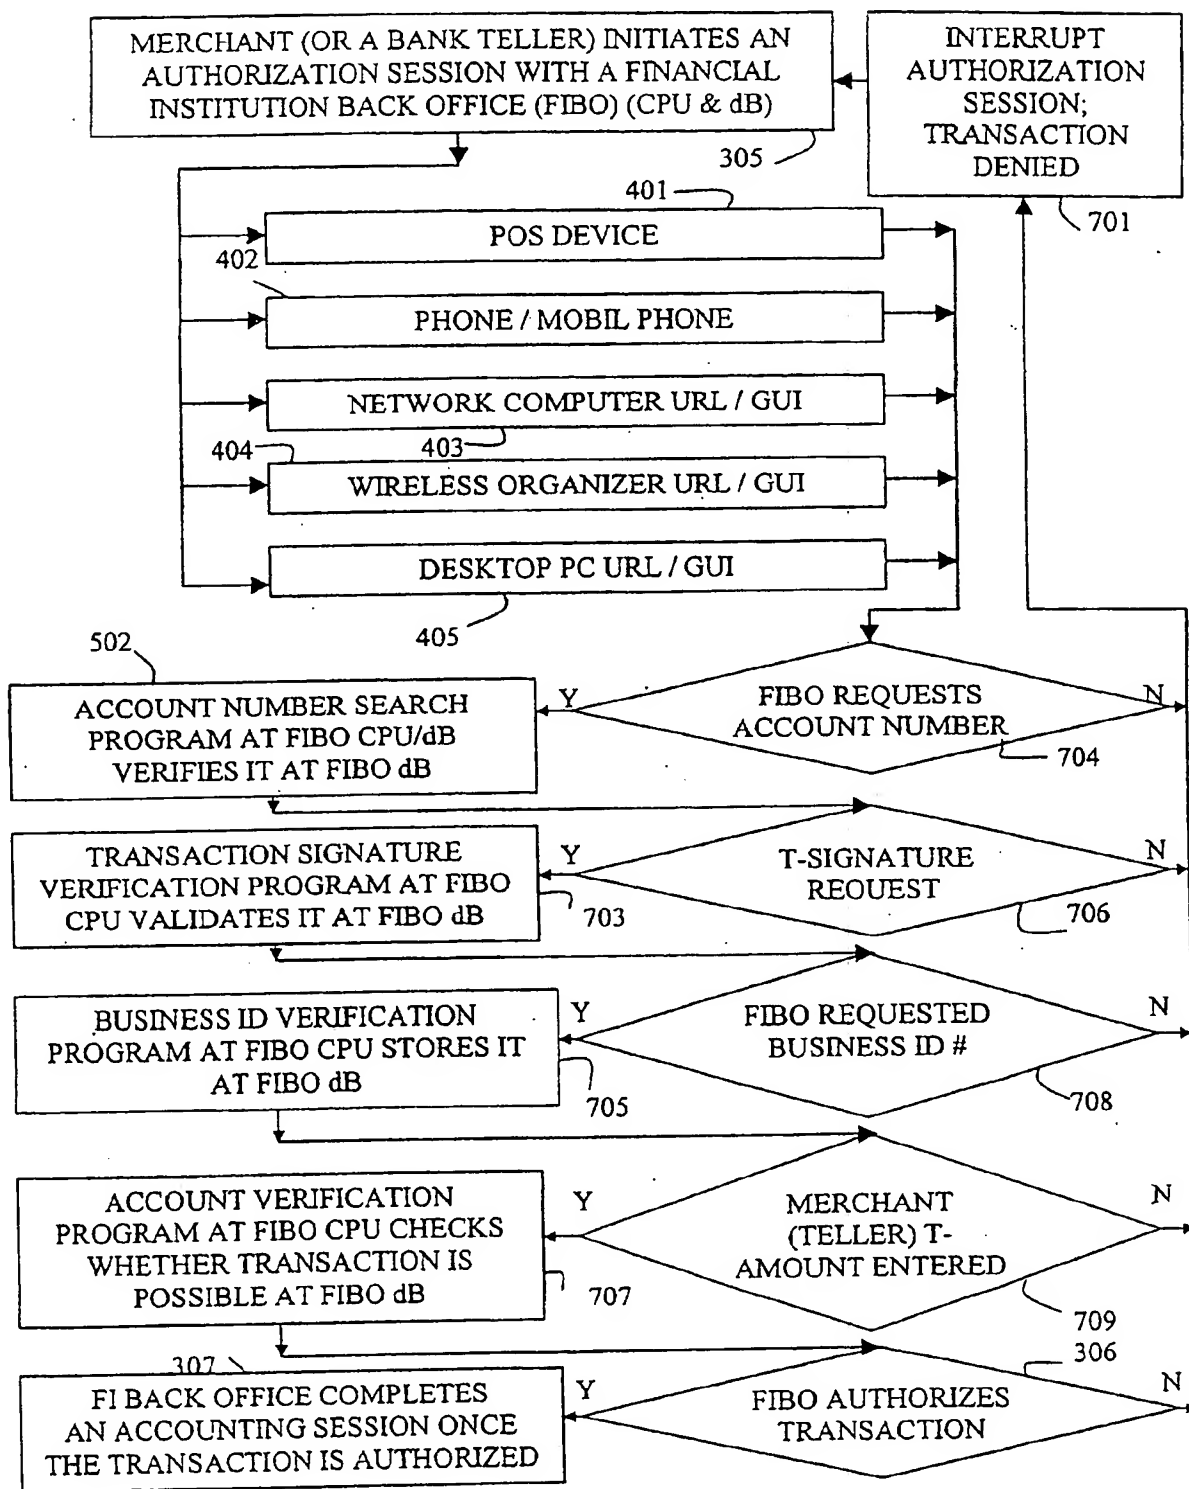 MERCHANT (OR A BANK TELLER) INITIATES AN
AUTHORIZATION SESSION WITH A FINANCIAL
INSTITUTION BACK OFFICE (FIBO) (CPU & dB)
305
INTERRUPT
AUTHORIZATION
SESSION;
TRANSACTION
DENIED
701
401
POS DEVICE
402
PHONE / MOBIL PHONE
NETWORK COMPUTER URL / GUI
403
404
WIRELESS ORGANIZER URL / GUI
DESKTOP PC URL / GUI
405
502
ACCOUNT NUMBER SEARCH
PROGRAM AT FIBO CPU/dB
VERIFIES IT AT FIBO dB
Y
FIBO REQUESTS
ACCOUNT NUMBER
N
704
TRANSACTION SIGNATURE
VERIFICATION PROGRAM AT FIBO
CPU VALIDATES IT AT FIBO dB
703
Y
T-SIGNATURE
REQUEST
N
706
BUSINESS ID VERIFICATION
PROGRAM AT FIBO CPU STORES IT
AT FIBO dB
705
Y
FIBO REQUESTED
BUSINESS ID #
N
708
ACCOUNT VERIFICATION
PROGRAM AT FIBO CPU CHECKS
WHETHER TRANSACTION IS
POSSIBLE AT FIBO dB
707
Y
MERCHANT
(TELLER) T-
AMOUNT ENTERED
N
709
307
FI BACK OFFICE COMPLETES
AN ACCOUNTING SESSION ONCE
THE TRANSACTION IS AUTHORIZED
Y
FIBO AUTHORIZES
TRANSACTION
306
N